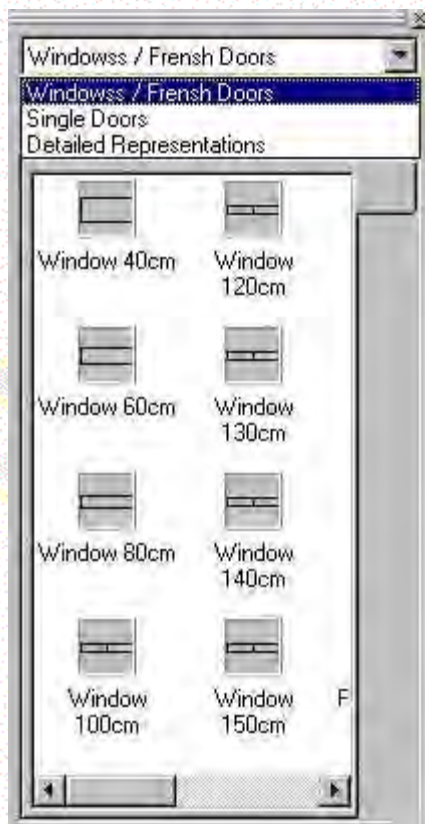 Windowss / Frensh Doors
Windowss / Frensh Doors
Single Doors
Detailed Representations
Window 40cm
Window
120cm
Window 60cm
Window
130cm
Window 80cm
Window
140cm
Window
100cm
Window
150cm
F